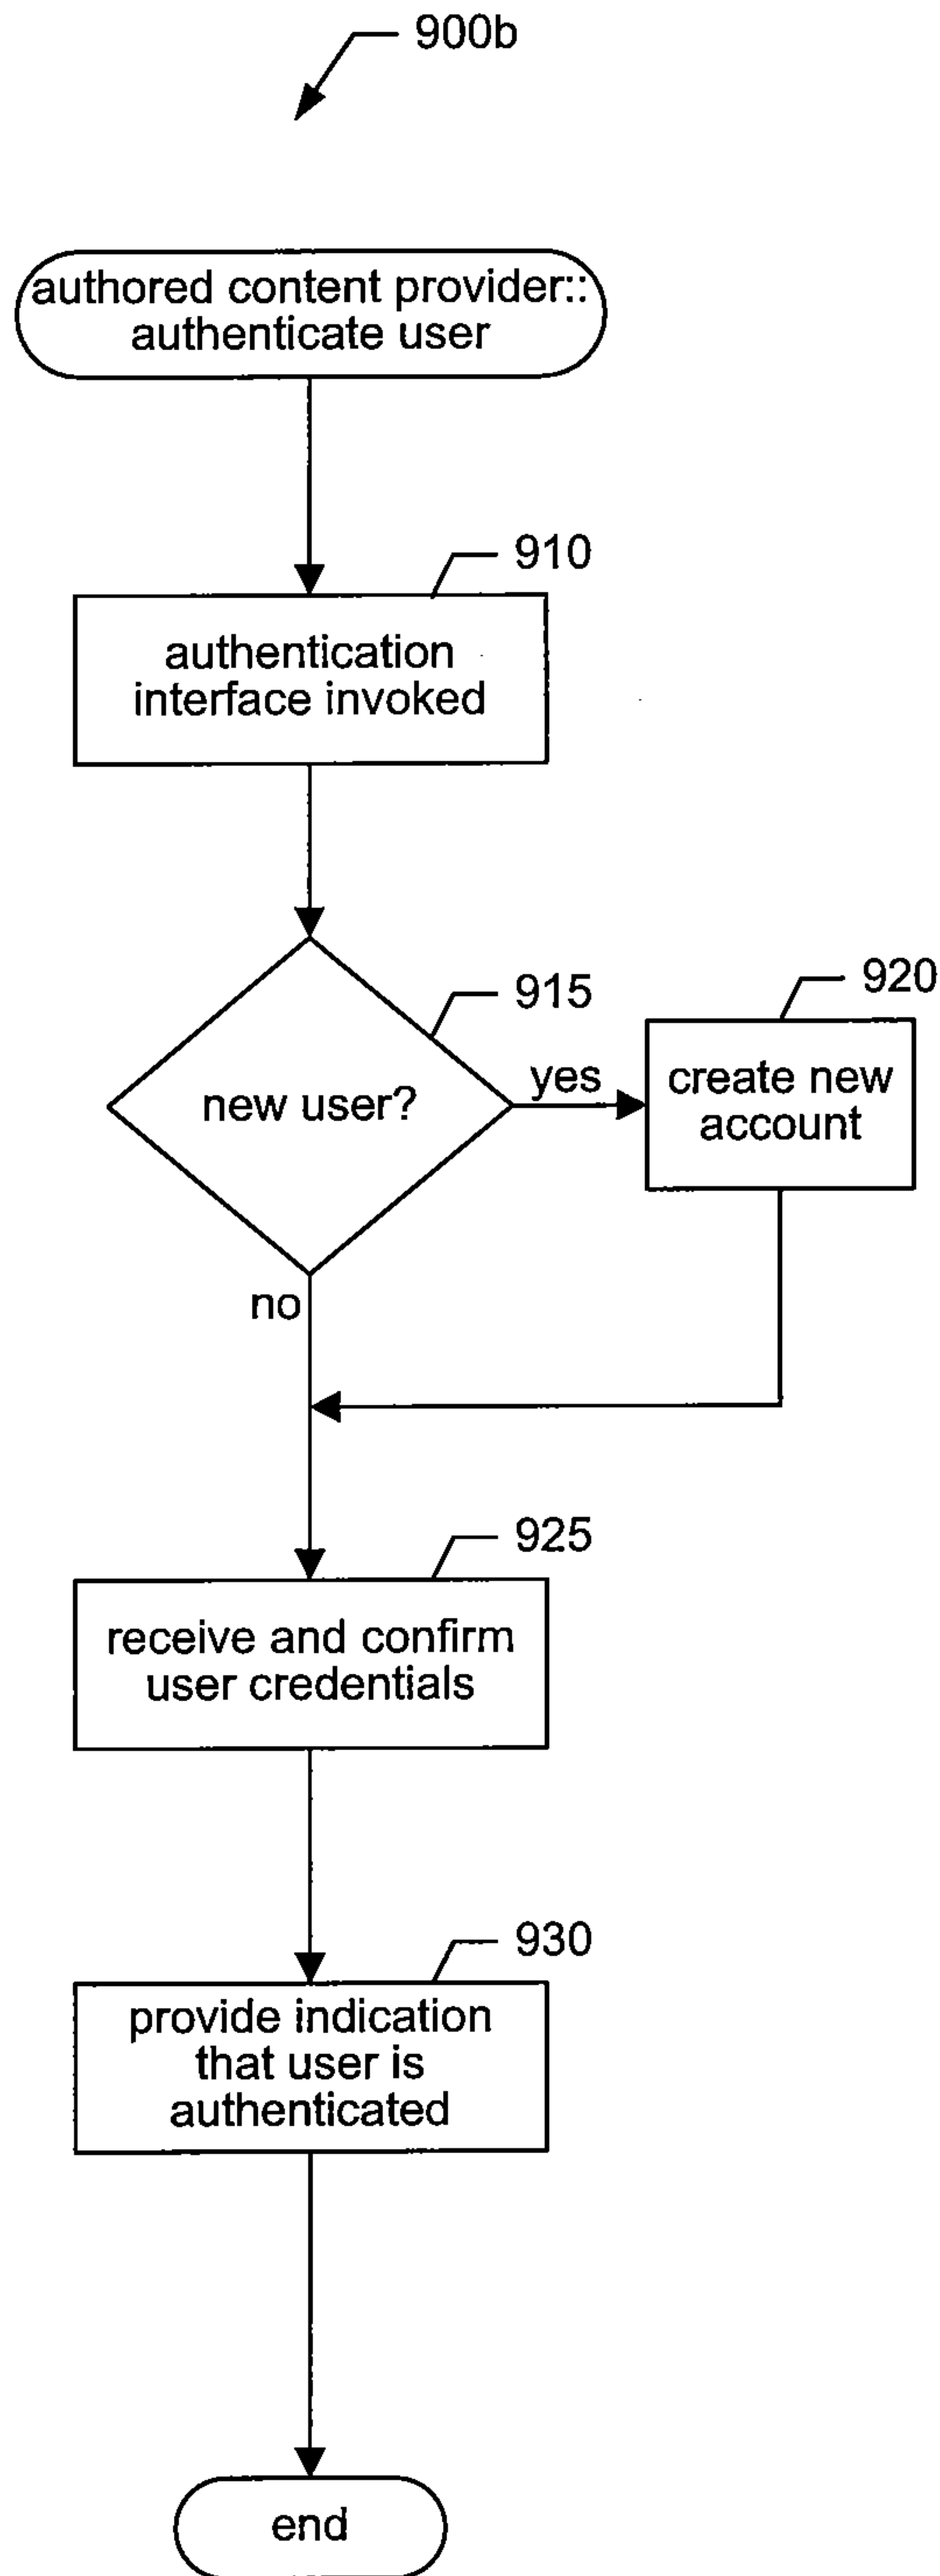 900b
authored content provider::
authenticate user
910
authentication
interface invoked
915
new user?
yes
920
create new
account
no
925
receive and confirm
user credentials
930
provide indication
that user is
authenticated
end